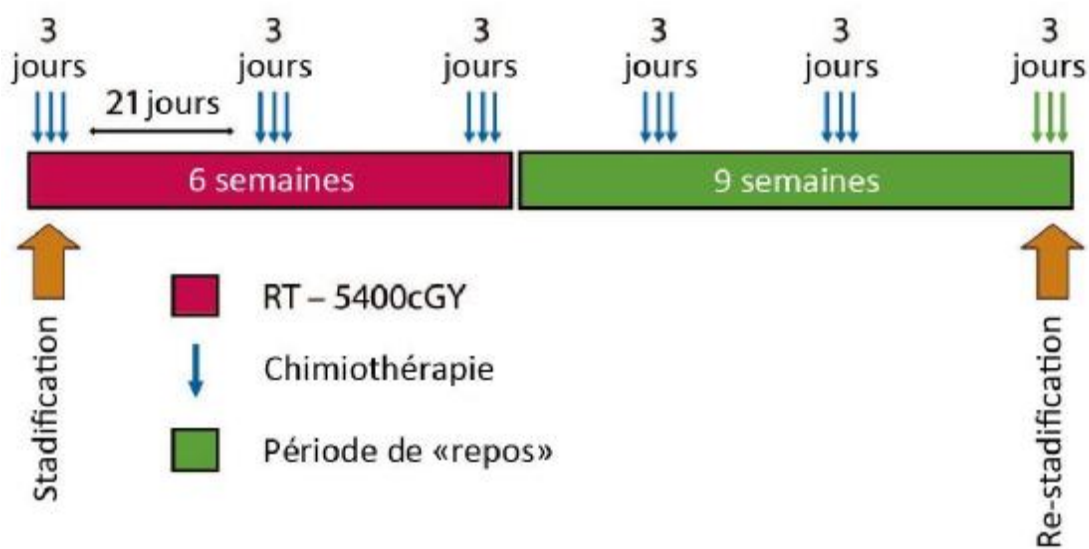 3 jours
3 jours
3 jours
3 jours
3 jours
3 jours
21 jours
6 semaines
9 semaines
RT – 5400cGY
Chimiothérapie
Période de «repos»
Stadification
Re-stadification